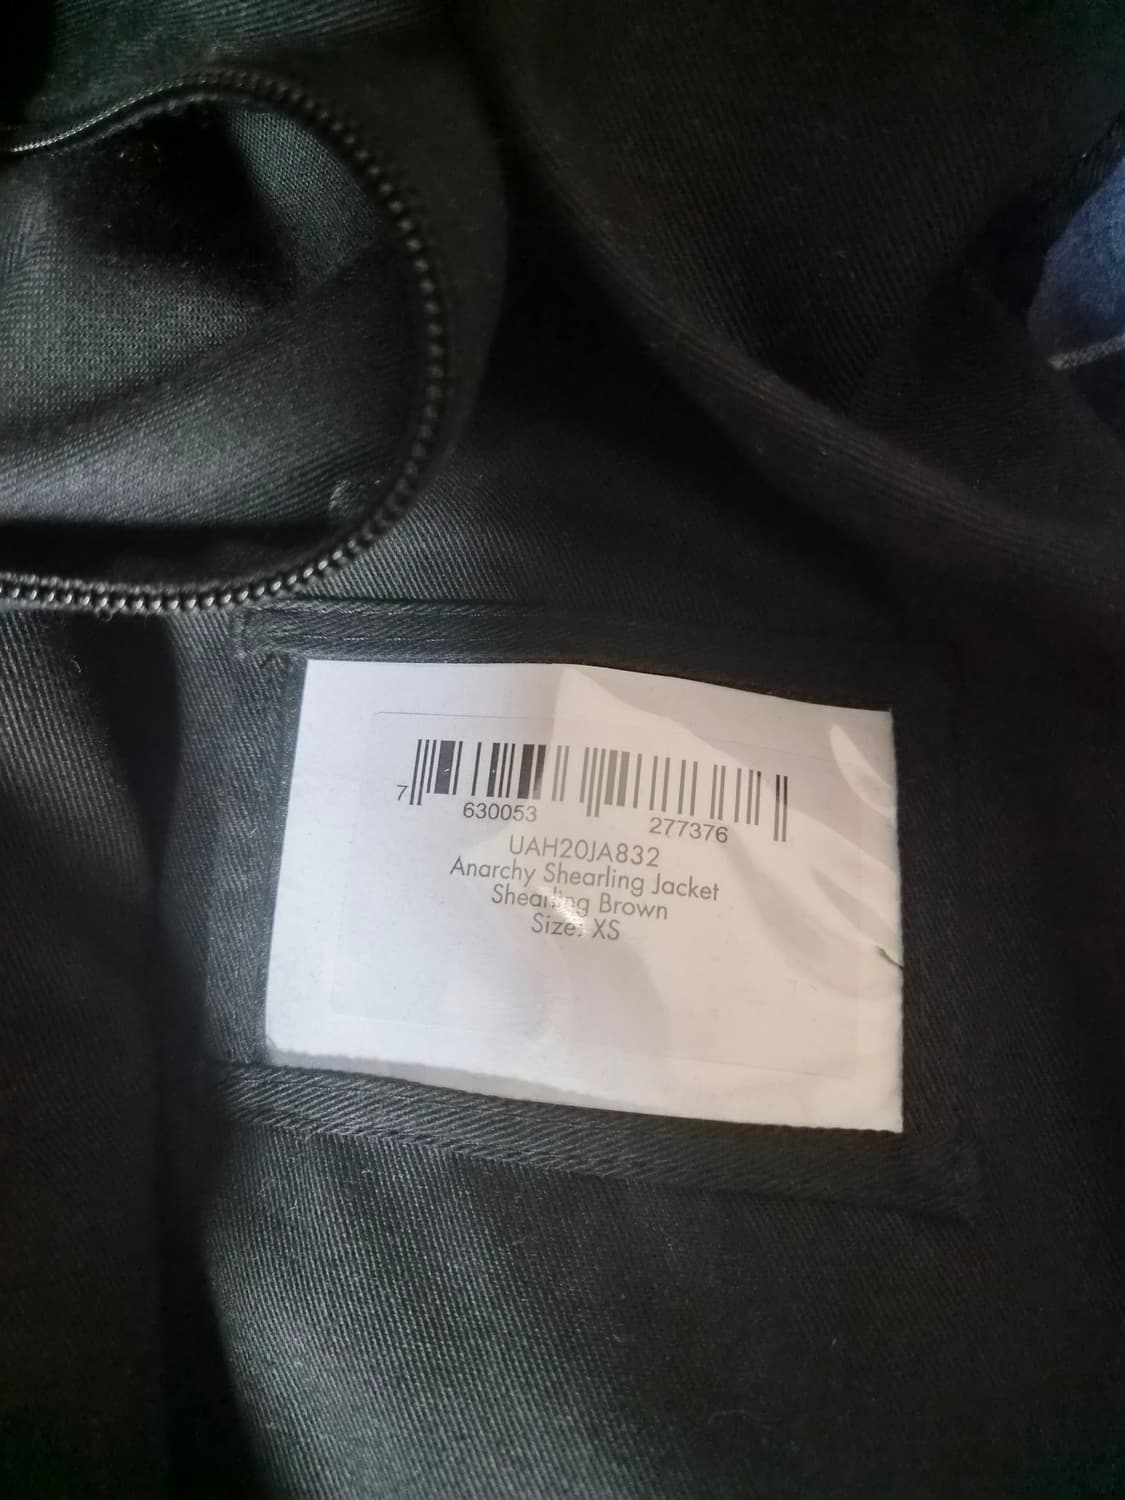 7 630053 277376
UAH20JA832
Anarchy Shearling Jacket
Shearling Brown
Size: XS